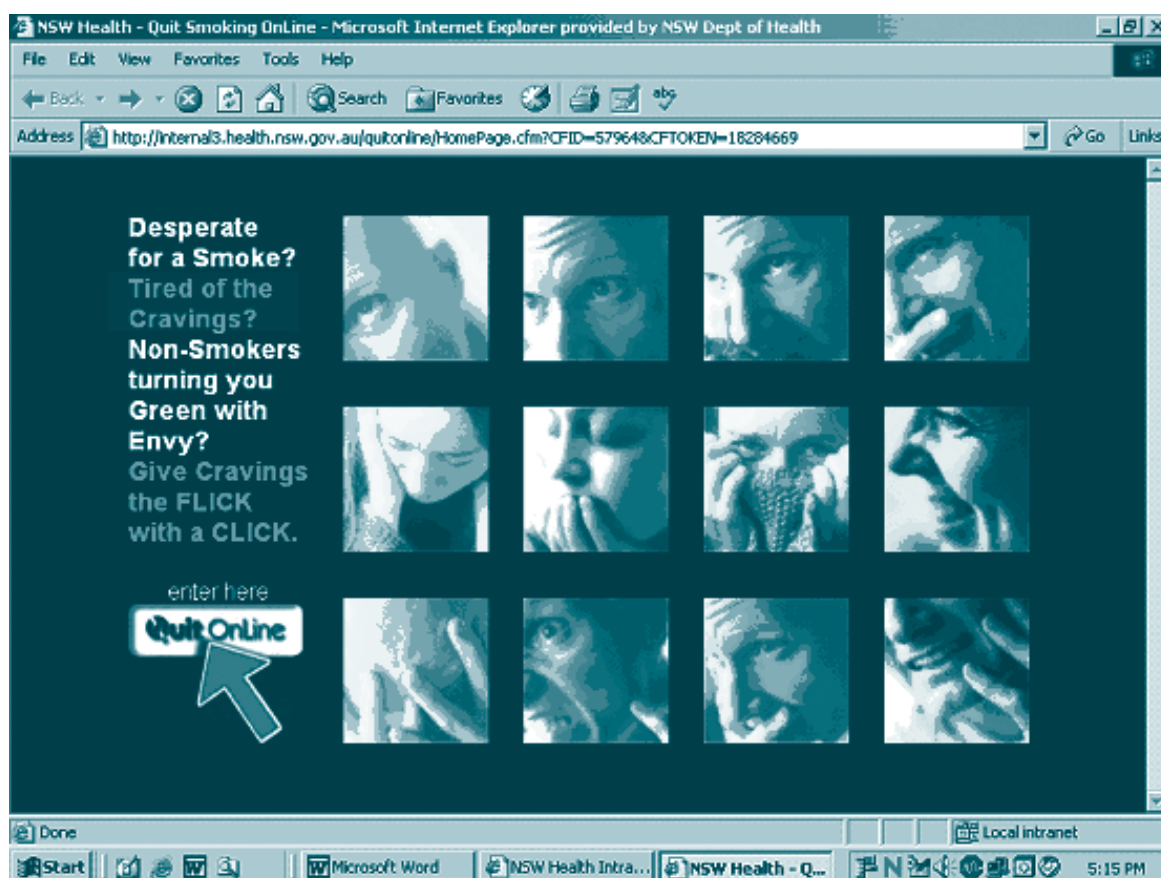 NSW Health - Quit Smoking OnLine - Microsoft Internet Explorer provided by NSW Dept of Health
File Edit View Favorites Tools Help
Back Search Favorites
Address http://internal3.health.nsw.gov.au/quitonline/HomePage.cfm?CFID=57964&CFTOKEN=18284669 Go Links
Desperate
for a Smoke?
Tired of the
Cravings?
Non-Smokers
turning you
Green with
Envy?
Give Cravings
the FLICK
with a CLICK.
enter here
Quit OnLine
Done Local intranet
Start Microsoft Word NSW Health Intra... NSW Health - Q... 5:15 PM